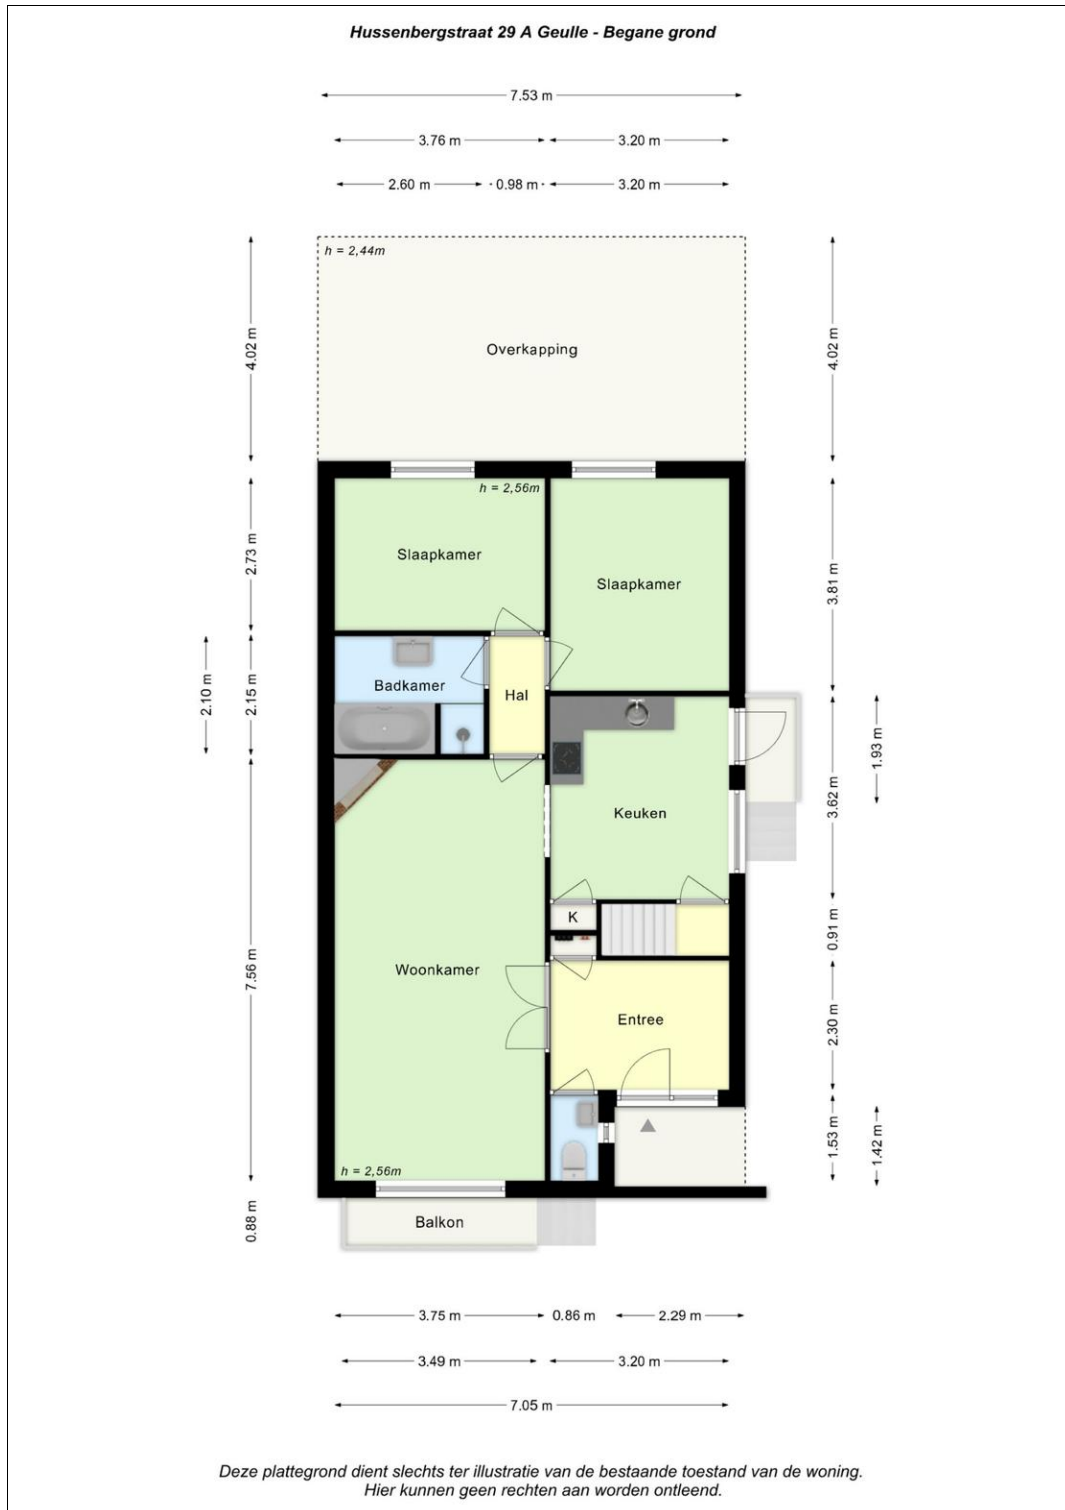 Hussenbergstraat 29 A Geulle - Begane grond
7.53 m
3.76 m
3.20 m
2.60 m
0.98 m
3.20 m
h = 2,44m
4.02 m
4.02 m
Overkapping
h = 2,56m
2.73 m
Slaapkamer
Slaapkamer
3.81 m
2.10 m
2.15 m
Badkamer
Hal
1.93 m
3.62 m
Keuken
K
0.91 m
7.56 m
Woonkamer
Entree
2.30 m
1.53 m
1.42 m
h = 2,56m
0.88 m
Balkon
3.75 m
0.86 m
2.29 m
3.49 m
3.20 m
7.05 m
Deze plattegrond dient slechts ter illustratie van de bestaande toestand van de woning.
Hier kunnen geen rechten aan worden ontleend.